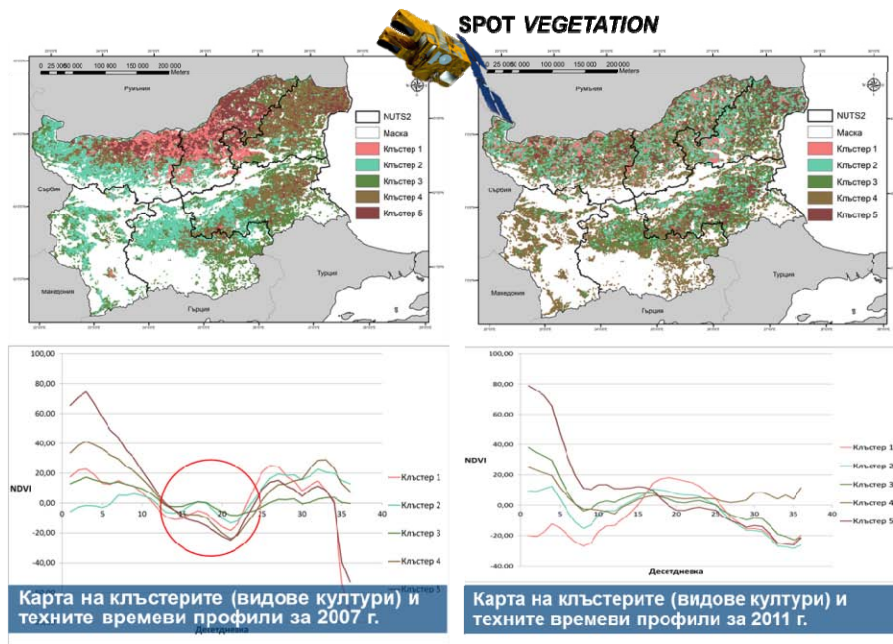 SPOT VEGETATION
0 25 00050 000 100 000 150 000 200 000
Meters
Румъния
NUTS2
Маска
Клъстер 1
Клъстер 2
Клъстер 3
Клъстер 4
Клъстер 5
Сърбия
Македония
Гърция
Турция
0 25 00050 000 100 000 150 000 200 000
Meters
Румъния
NUTS2
Маска
Клъстер 1
Клъстер 2
Клъстер 3
Клъстер 4
Клъстер 5
Сърбия
Македония
Гърция
Турция
100,00
80,00
60,00
40,00
20,00
0,00
-20,00
-40,00
NDVI
0 5 10 15 20 25 30 35 40
Клъстер 1
Клъстер 2
Клъстер 3
Клъстер 4
Карта на клъстерите (видове култури) и
техните времеви профили за 2007 г.
Десетдневка
100,00
80,00
60,00
40,00
20,00
0,00
-20,00
-40,00
NDVI
0 5 10 15 20 25 30 35 40
Десетдневка
Клъстер 1
Клъстер 2
Клъстер 3
Клъстер 4
Клъстер 5
Карта на клъстерите (видове култури) и
техните времеви профили за 2011 г.